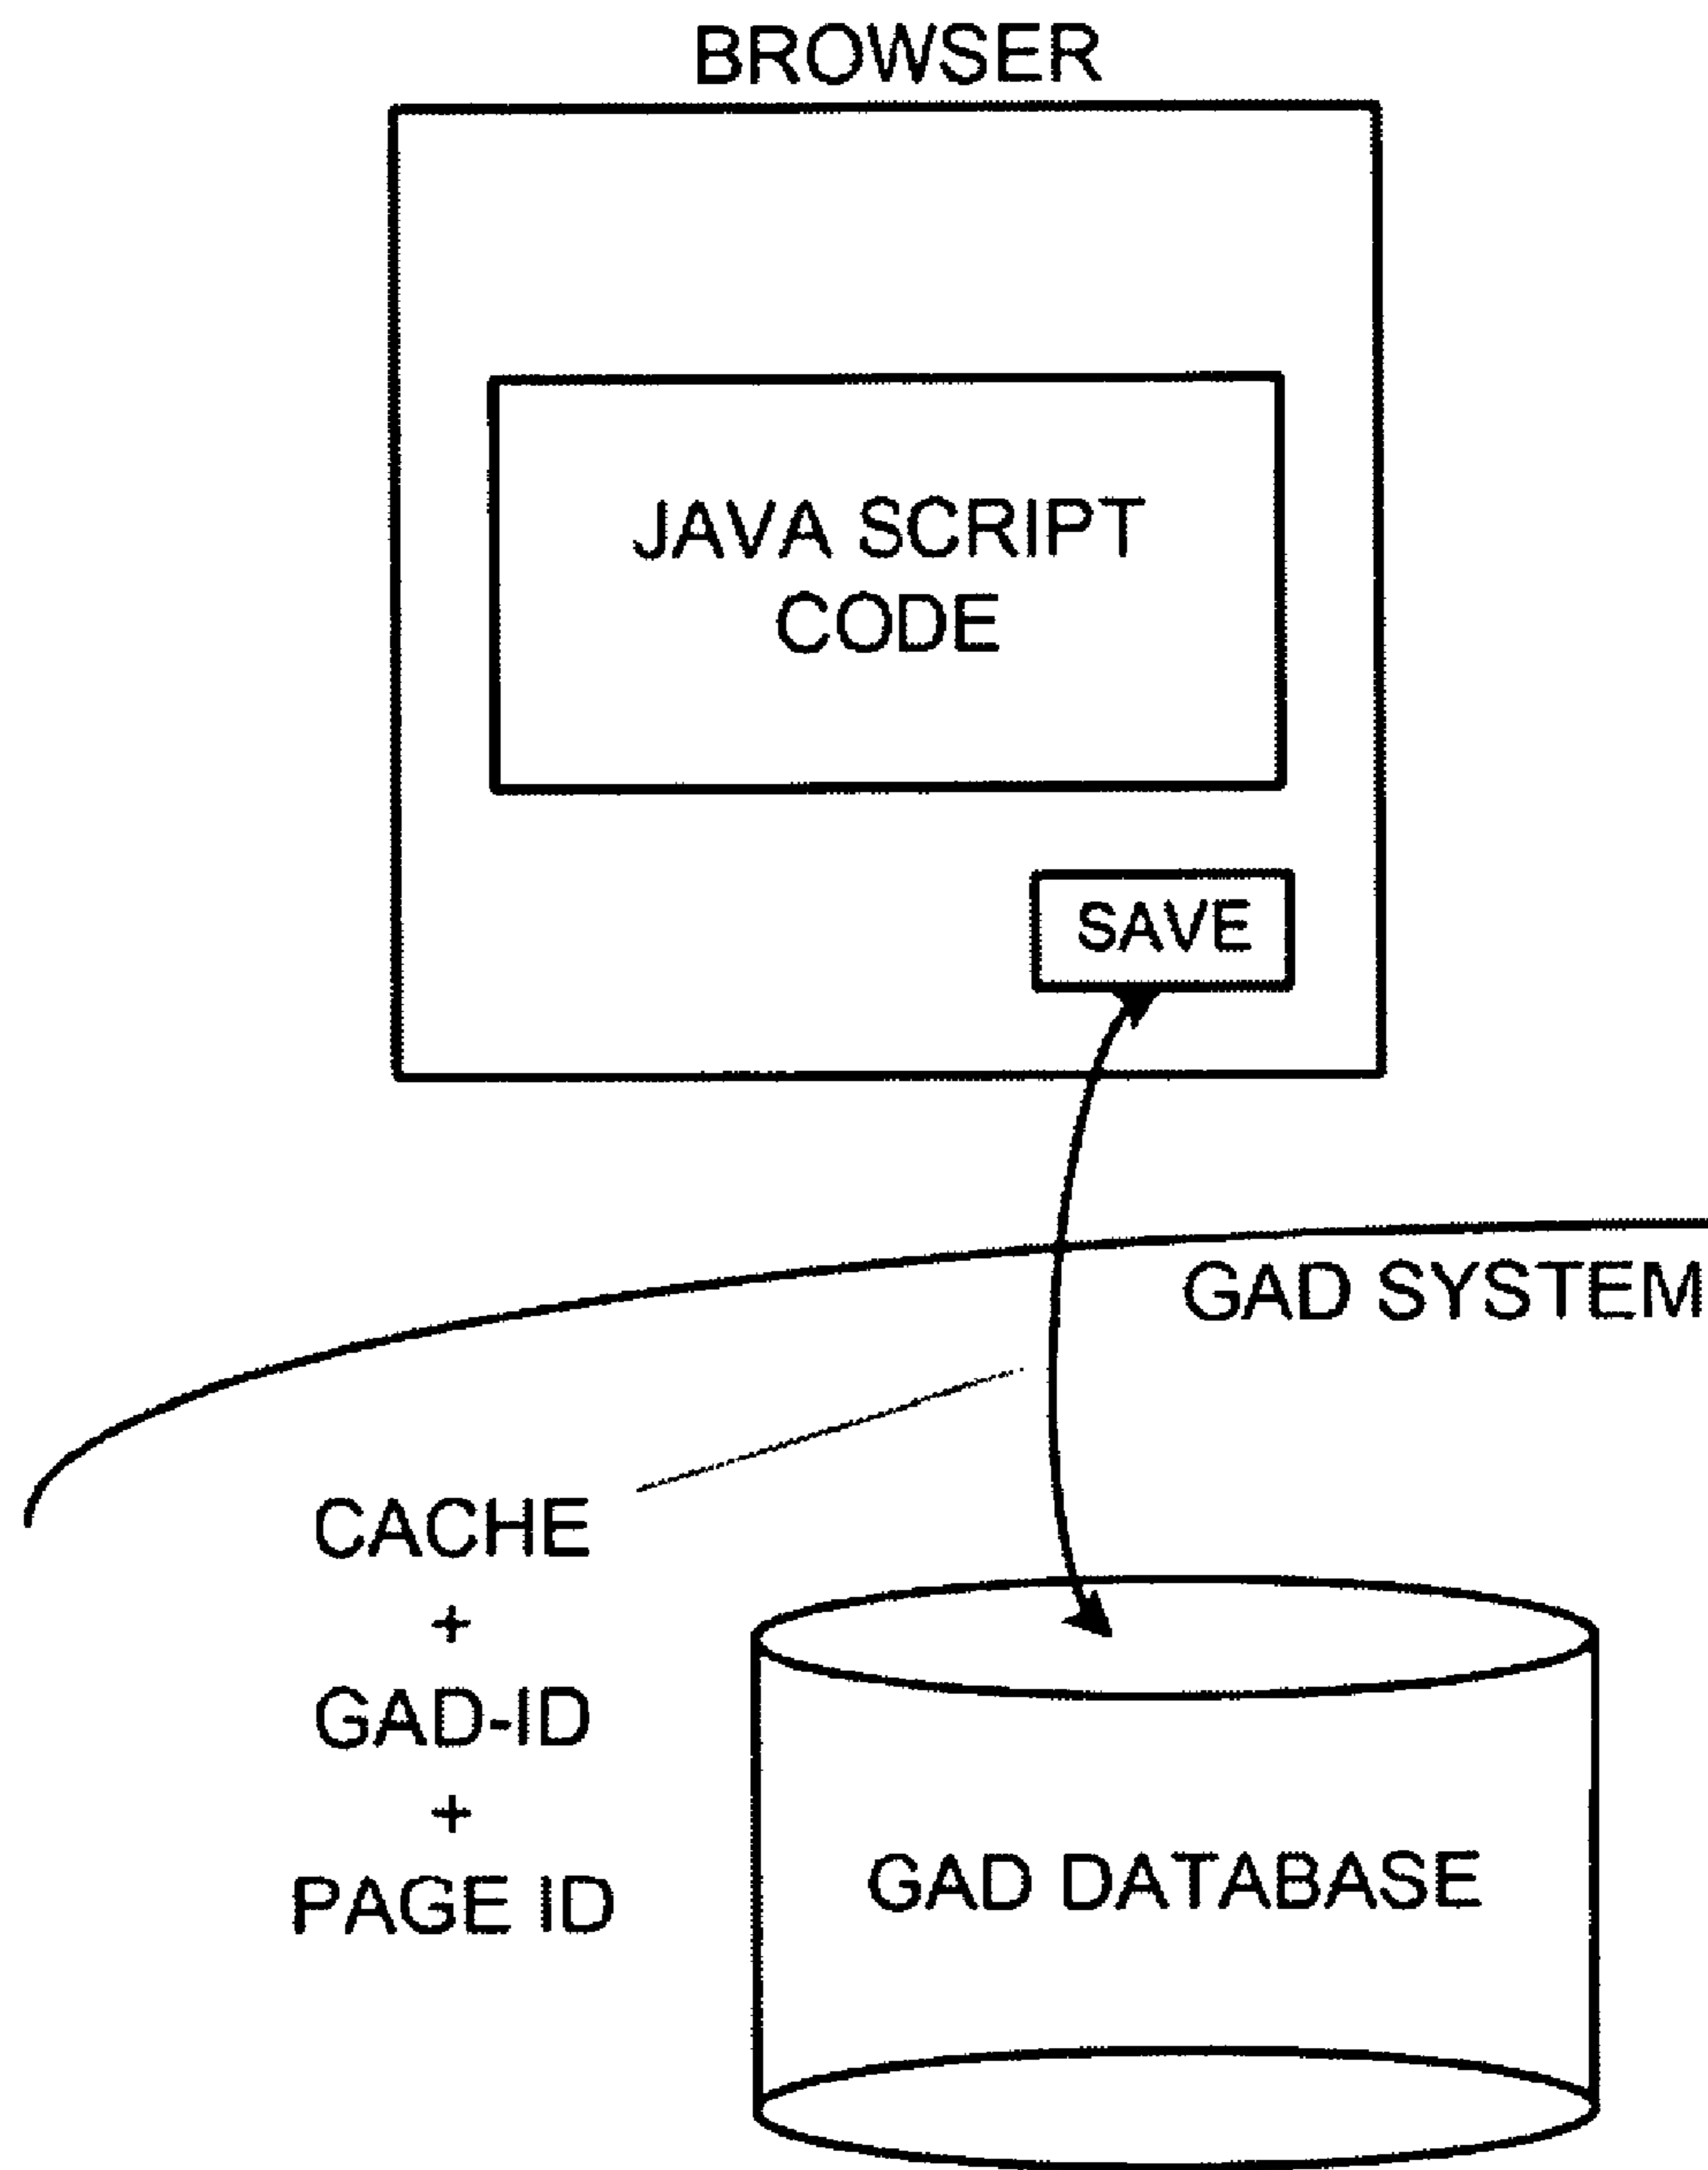 BROWSER
JAVA SCRIPT
CODE
SAVE
GAD SYSTEM
CACHE
+
GAD-ID
+
PAGE ID
GAD DATABASE